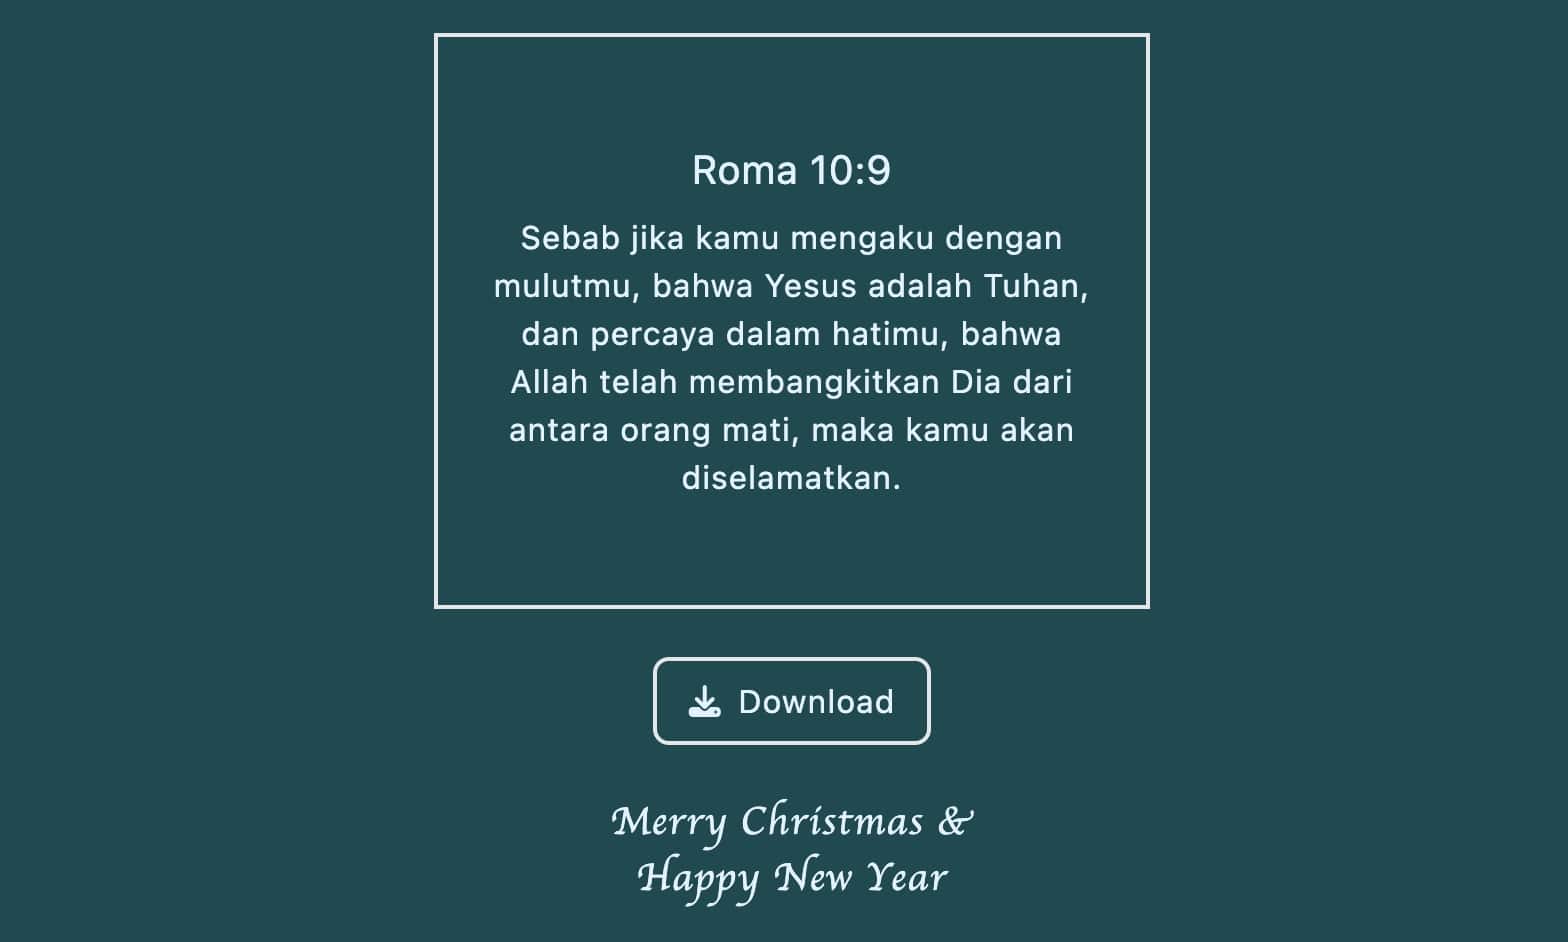 Roma 10:9
Sebab jika kamu mengaku dengan
mulutmu, bahwa Yesus adalah Tuhan,
dan percaya dalam hatimu, bahwa
Allah telah membangkitkan Dia dari
antara orang mati, maka kamu akan
diselamatkan.
Download
Merry Christmas &
Happy New Year